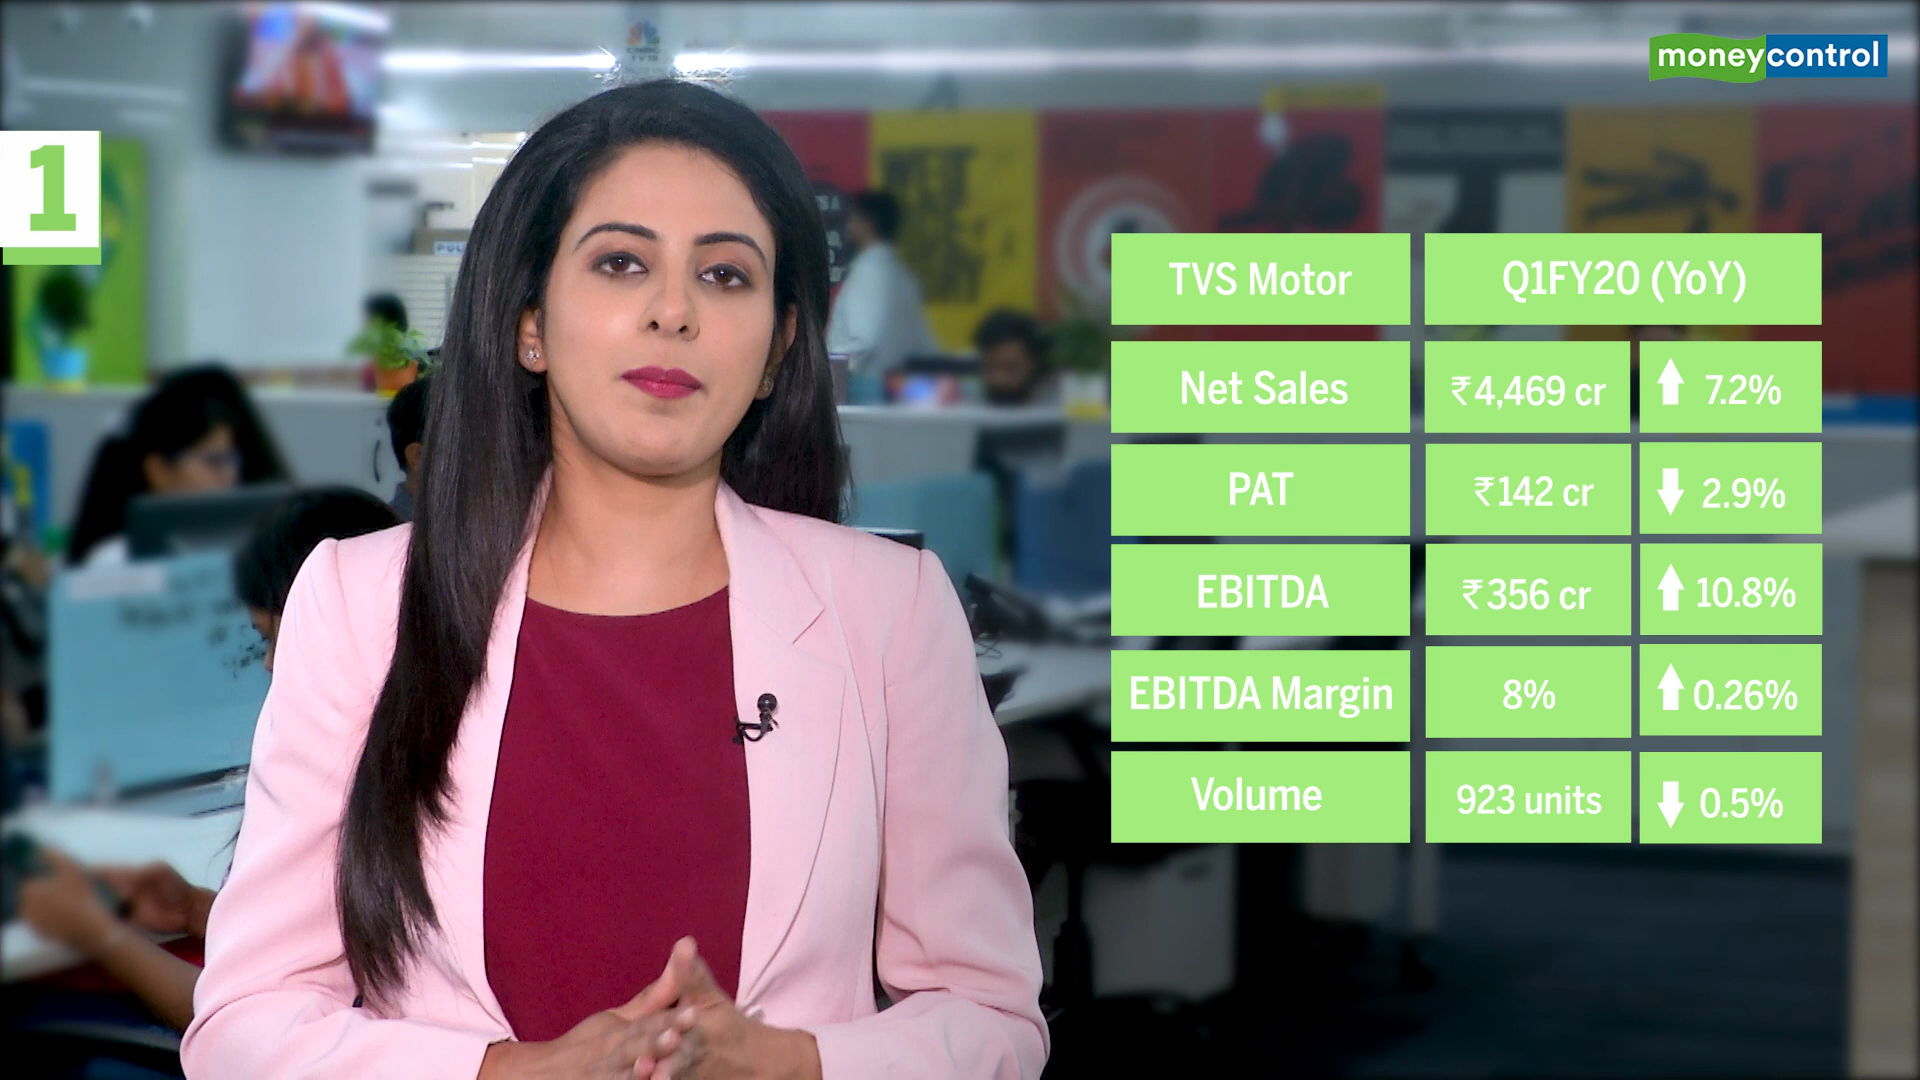 moneycontrol
1
TVS Motor Q1FY20 (YoY)
Net Sales ₹4,469 cr 7.2%
PAT ₹142 cr 2.9%
EBITDA ₹356 cr 10.8%
EBITDA Margin 8% 0.26%
Volume 923 units 0.5%